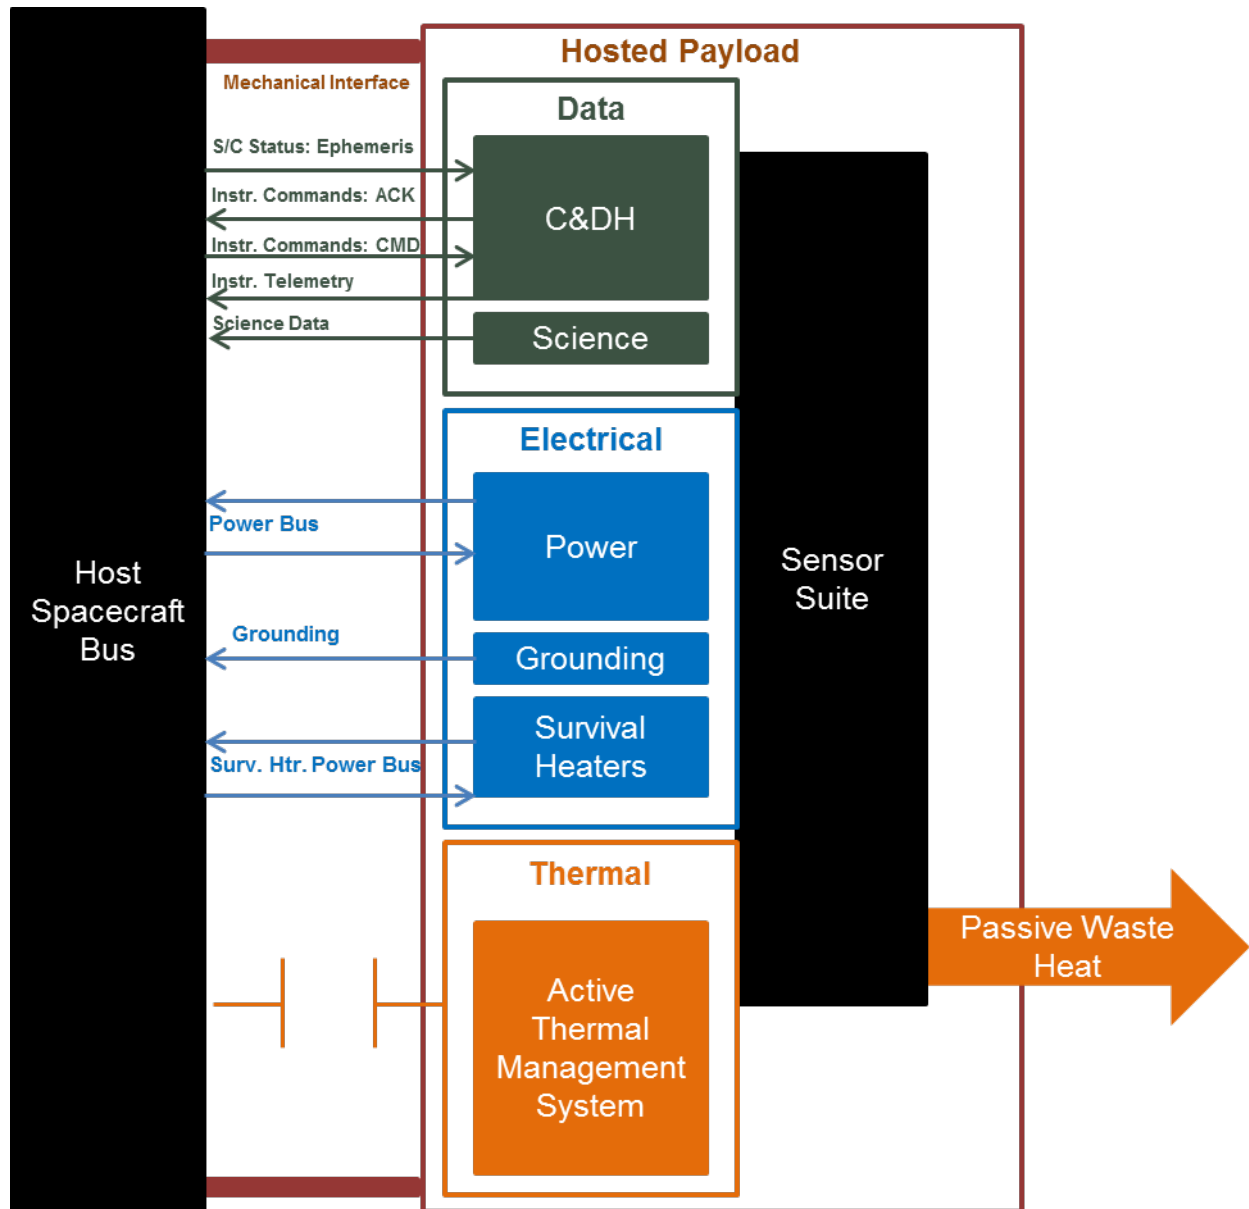 Hosted Payload
Mechanical Interface
Data
S/C Status: Ephemeris
Instr. Commands: ACK
C&DH
Instr. Commands: CMD
Instr. Telemetry
Science Data
Science
Electrical
Power Bus
Power
Host
Spacecraft
Bus
Sensor
Suite
Grounding
Grounding
Survival
Heaters
Surv. Htr. Power Bus
Thermal
Passive Waste
Heat
Active
Thermal
Management
System